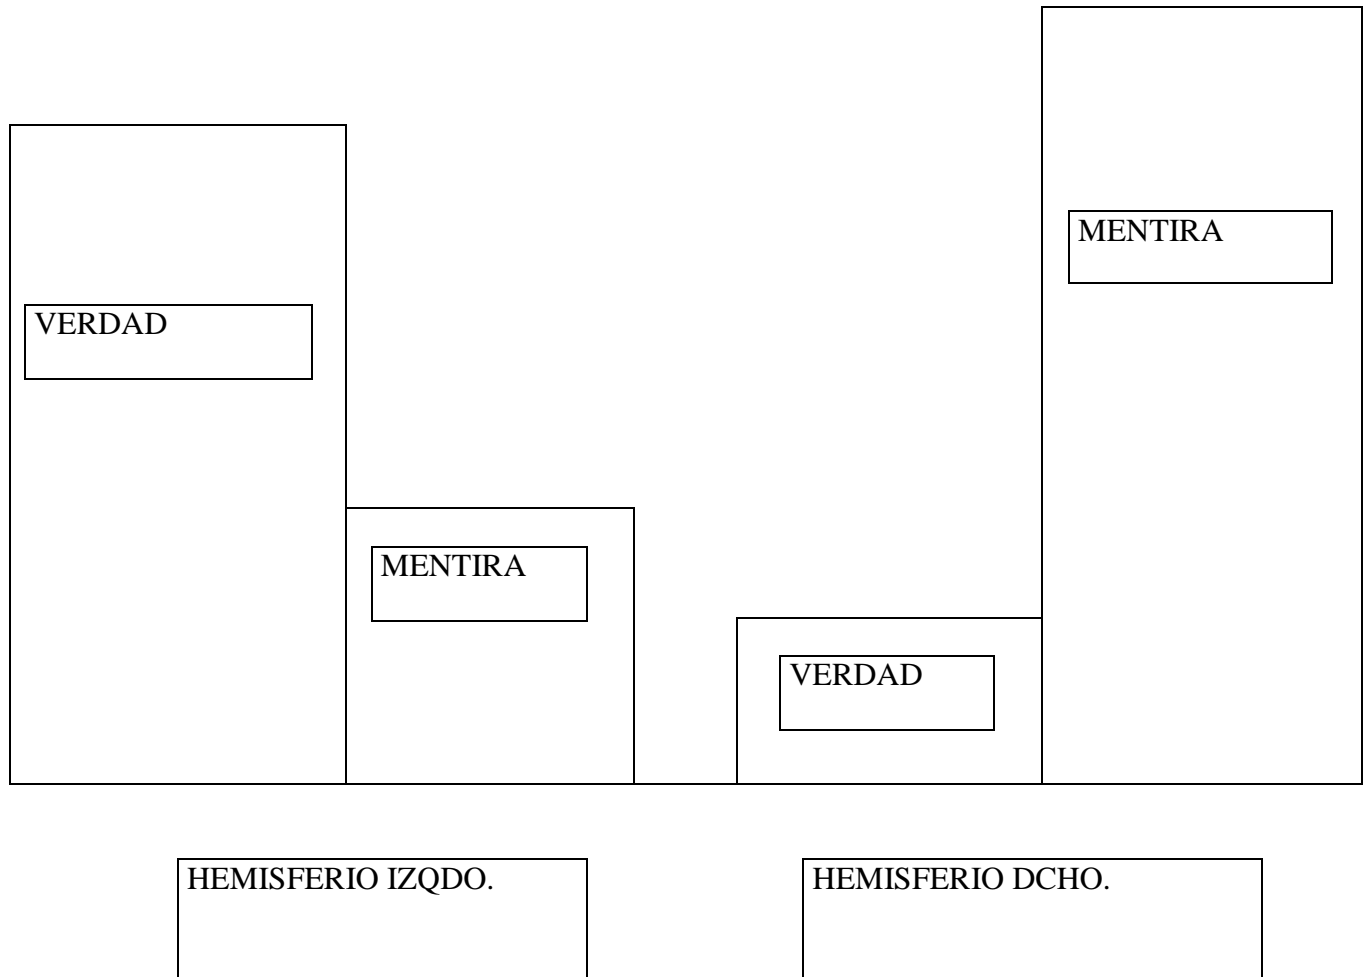 MENTIRA
VERDAD
MENTIRA
VERDAD
HEMISFERIO IZQDO.
HEMISFERIO DCHO.